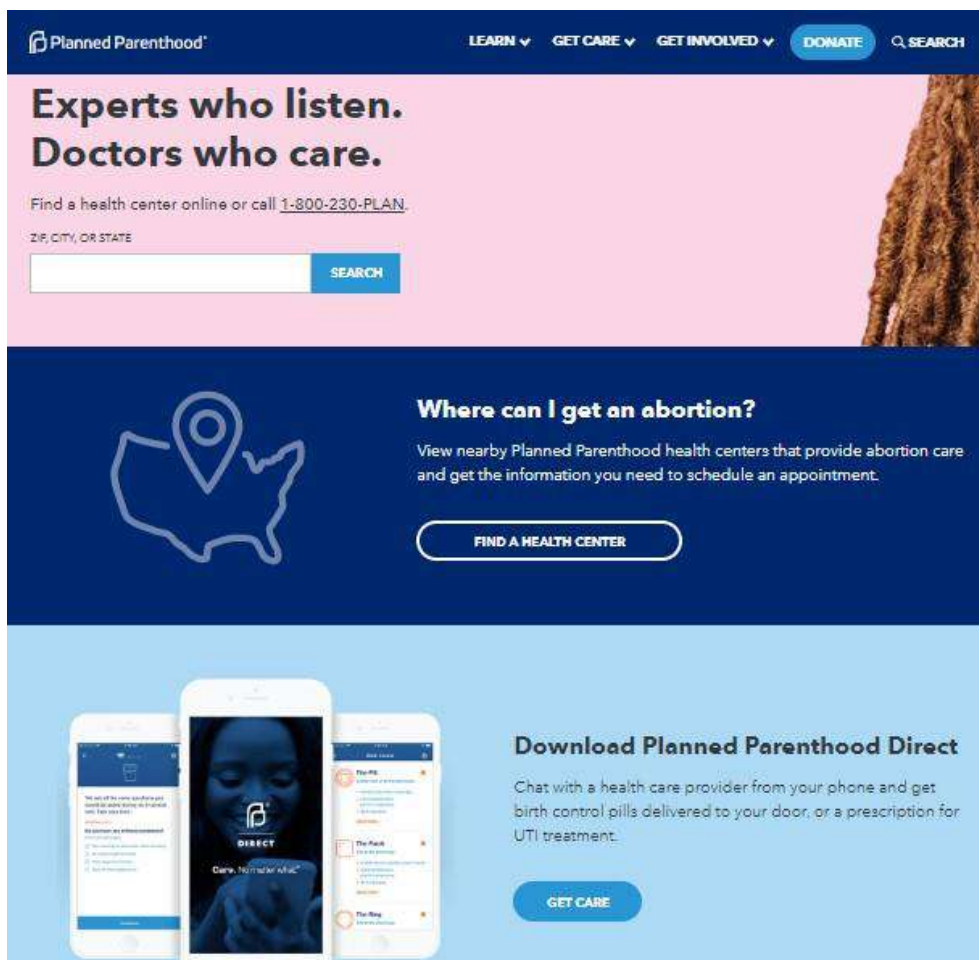 Planned Parenthood®
LEARN GET CARE GET INVOLVED DONATE SEARCH
Experts who listen.
Doctors who care.
Find a health center online or call 1-800-230-PLAN.
ZIP, CITY, OR STATE
SEARCH
Where can I get an abortion?
View nearby Planned Parenthood health centers that provide abortion care
and get the information you need to schedule an appointment.
FIND A HEALTH CENTER
DIRECT
Care. No matter what.
The Pill
The Patch
The Ring
Download Planned Parenthood Direct
Chat with a health care provider from your phone and get
birth control pills delivered to your door, or a prescription for
UTI treatment.
GET CARE